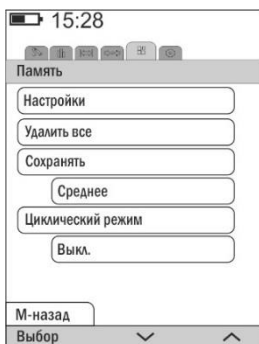 15:28
Память
Настройки
Удалить все
Сохранять
Среднее
Циклический режим
Выкл.
М-назад
Выбор